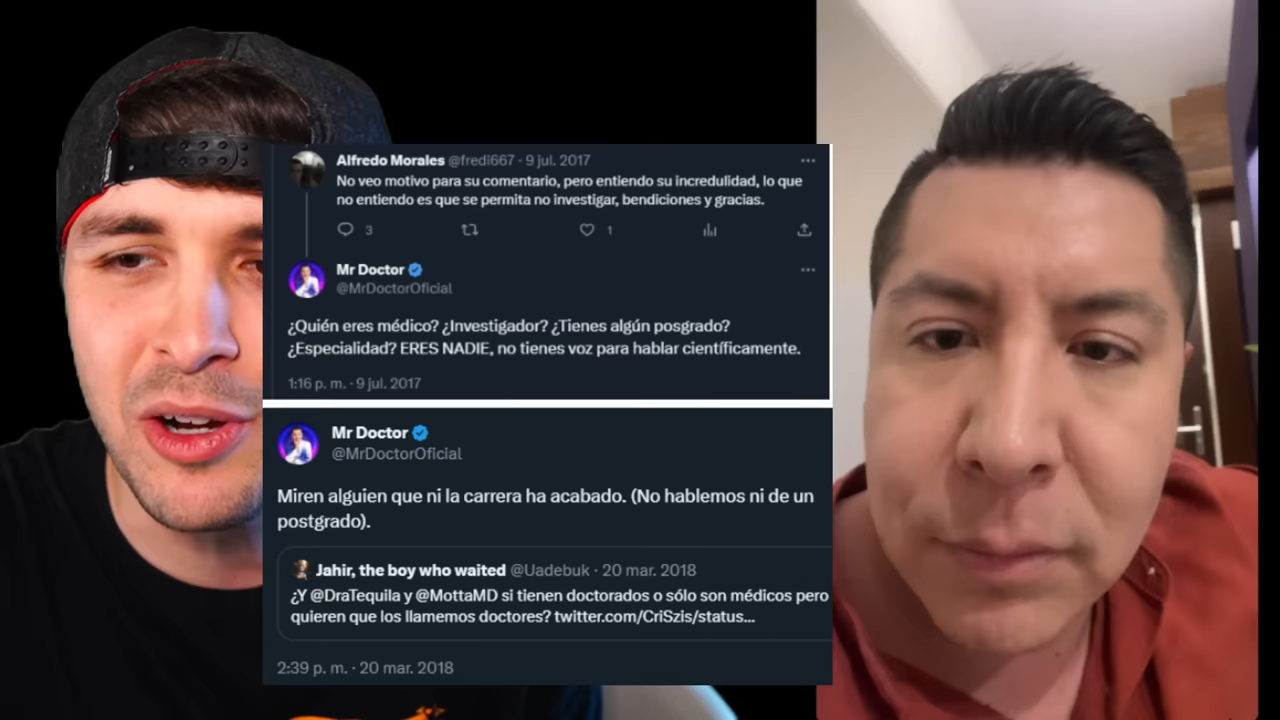 Alfredo Morales @fredi667 · 9 jul. 2017
No veo motivo para su comentario, pero entiendo su incredulidad, lo que
no entiendo es que se permita no investigar, bendiciones y gracias.
3 1
Mr Doctor
@MrDoctorOficial
¿Quién eres médico? ¿Investigador? ¿Tienes algún posgrado?
¿Especialidad? ERES NADIE, no tienes voz para hablar científicamente.
1:16 p. m. · 9 jul. 2017
Mr Doctor
@MrDoctorOficial
Miren alguien que ni la carrera ha acabado. (No hablemos ni de un
postgrado).
Jahir, the boy who waited @Uadebuk · 20 mar. 2018
¿Y @DraTequila y @MottaMD si tienen doctorados o sólo son médicos pero
quieren que los llamemos doctores? twitter.com/CriSzis/status...
2:39 p. m. · 20 mar. 2018